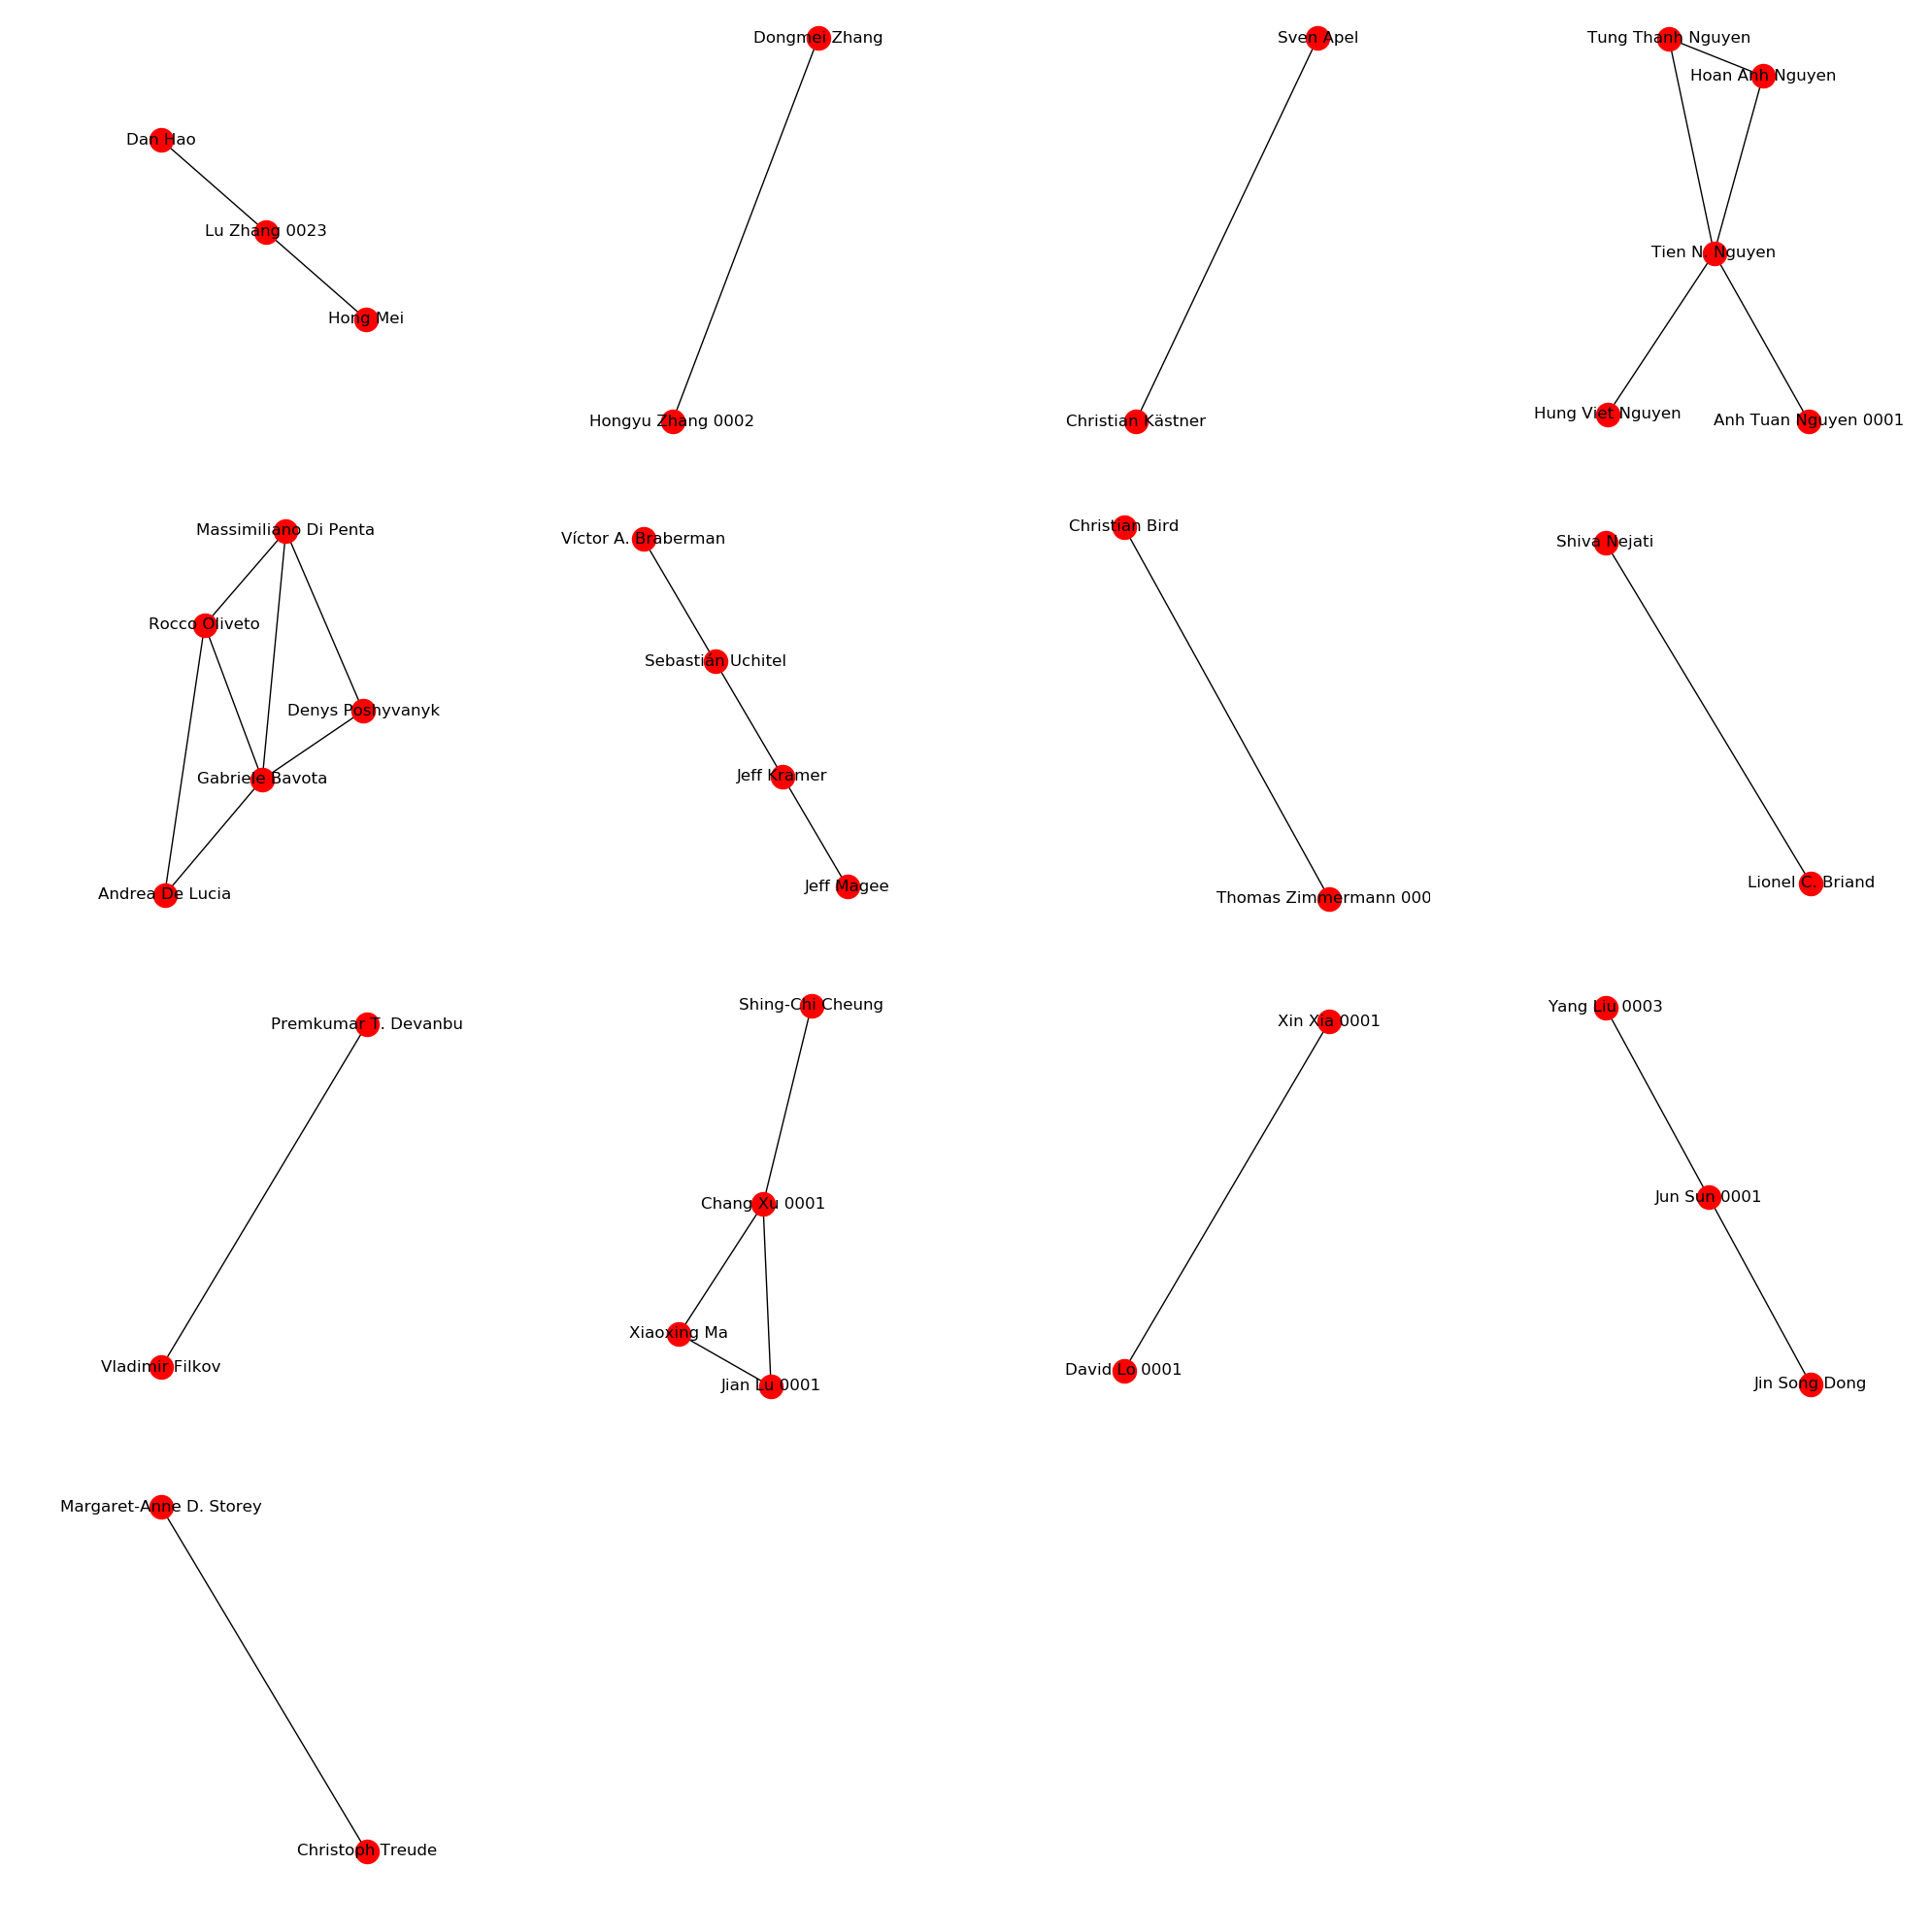 Dan Hao
Lu Zhang 0023
Hong Mei
Dongmei Zhang
Hongyu Zhang 0002
Sven Apel
Christian Kästner
Tung Thanh Nguyen
Hoan Anh Nguyen
Tien N. Nguyen
Hung Viet Nguyen
Anh Tuan Nguyen 0001
Massimiliano Di Penta
Rocco Oliveto
Denys Poshyvanyk
Gabriele Bavota
Andrea De Lucia
Víctor A. Braberman
Sebastián Uchitel
Jeff Kramer
Jeff Magee
Christian Bird
Thomas Zimmermann 000
Shiva Nejati
Lionel C. Briand
Premkumar T. Devanbu
Vladimir Filkov
Shing-Chi Cheung
Chang Xu 0001
Xiaoxing Ma
Jian Lu 0001
Xin Xia 0001
David Lo 0001
Yang Liu 0003
Jun Sun 0001
Jin Song Dong
Margaret-Anne D. Storey
Christoph Treude